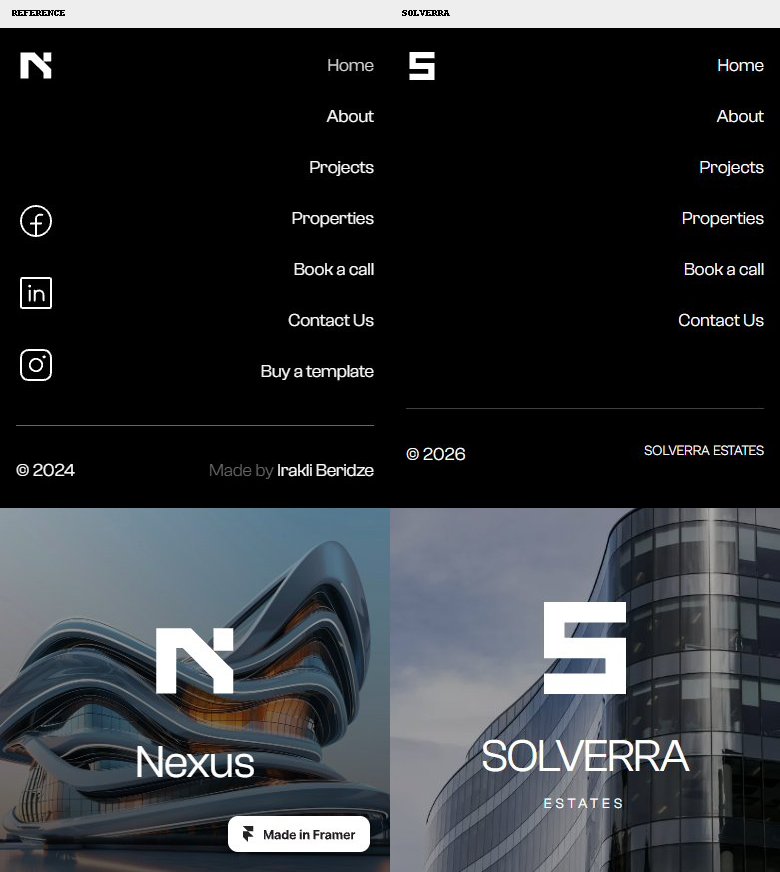 REFERENCE
SOLVERRA
N
Home
About
Projects
Properties
in
Book a call
Contact Us
Buy a template
© 2024
Made by Irakli Beridze
S
Home
About
Projects
Properties
Book a call
Contact Us
© 2026
SOLVERRA ESTATES
N
Nexus
Made in Framer
S
SOLVERRA
ESTATES